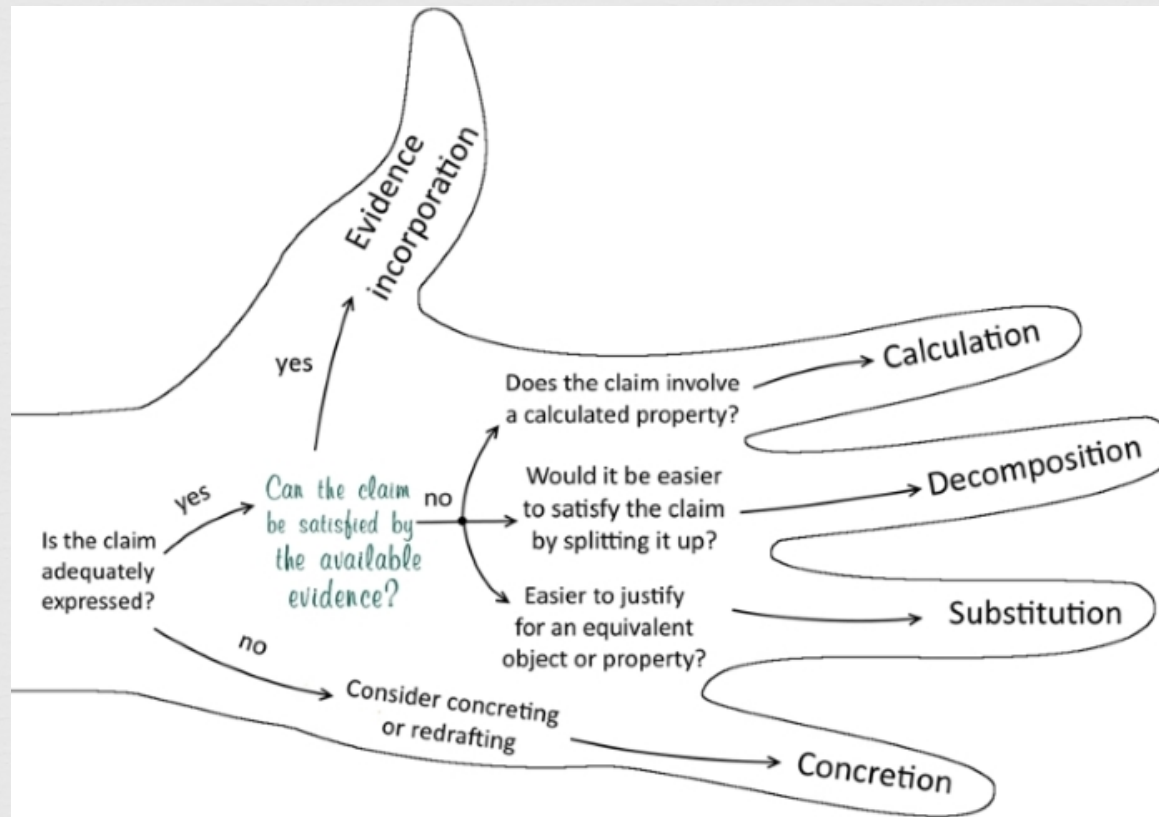 Evidence
incorporation
yes
Calculation
Does the claim involve
a calculated property?
Decomposition
Would it be easier
to satisfy the claim
by splitting it up?
yes
Can the claim
be satisfied by
the available
evidence?
no
Is the claim
adequately
expressed?
Easier to justify
for an equivalent
object or property?
Substitution
no
Consider concreting
or redrafting
Concretion